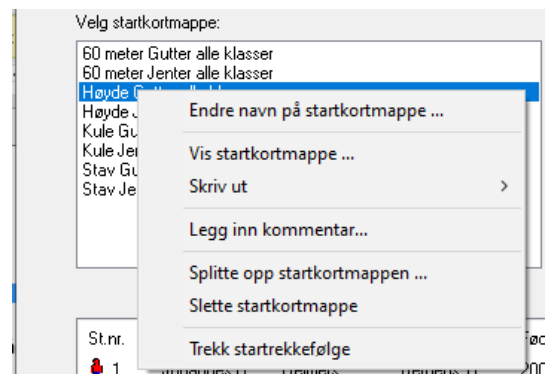 Velg startkortmappe:
60 meter Gutter alle klasser
60 meter Jenter alle klasser
Høyde
Høyde J
Kule Gu
Kule Jer
Stav Gu
Stav Je
Endre navn på startkortmappe ...
Vis startkortmappe ...
Skriv ut
Legg inn kommentar...
Splitte opp startkortmappen ...
Slette startkortmappe
Trekk startrekkefølge
St.nr.
1